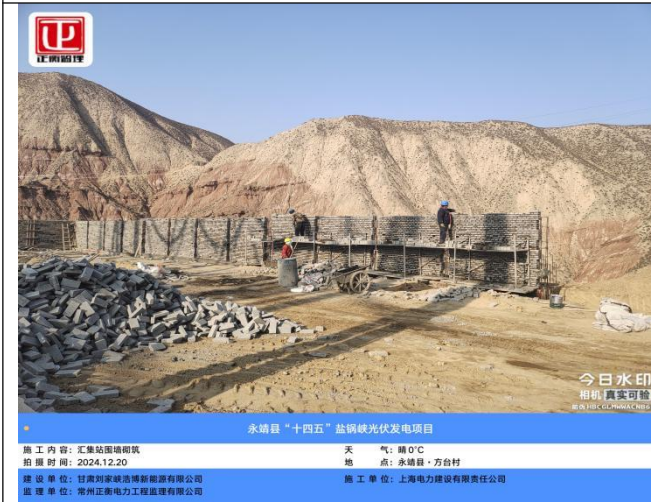 正衡监理
今日水印
相机 真实可验
永靖县“十四五”盐锅峡光伏发电项目
施工内容: 汇集站围墙砌筑
天 气: 晴0°C
拍摄时间: 2024.12.20
地 点: 永靖县·方台村
建设单位: 甘肃刘家峡浩博新能源有限公司
施工单位: 上海电力建设有限责任公司
监理单位: 常州正衡电力工程监理有限公司